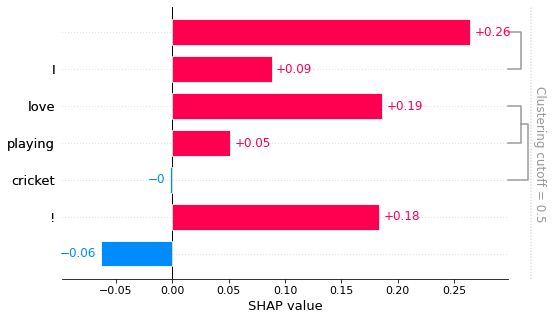 +0.26
I
+0.09
love
+0.19
playing
+0.05
cricket
−0
!
+0.18
−0.06
−0.05
0.00
0.05
0.10
0.15
0.20
0.25
SHAP value
Clustering cutoff = 0.5